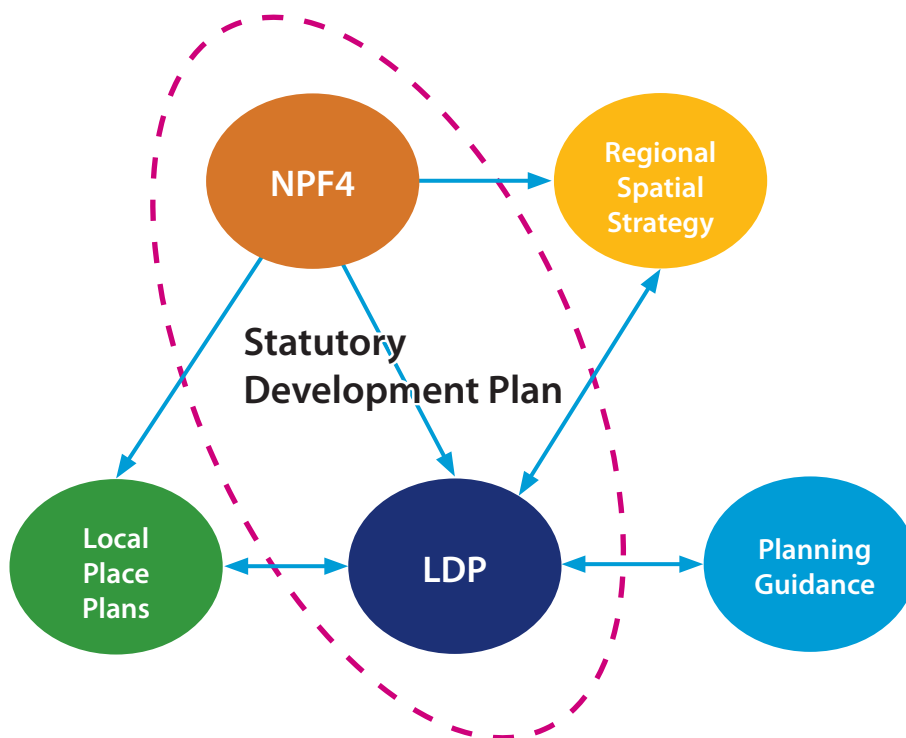 NPF4
Regional
Spatial
Strategy
Statutory
Development Plan
Local
Place
Plans
LDP
Planning
Guidance